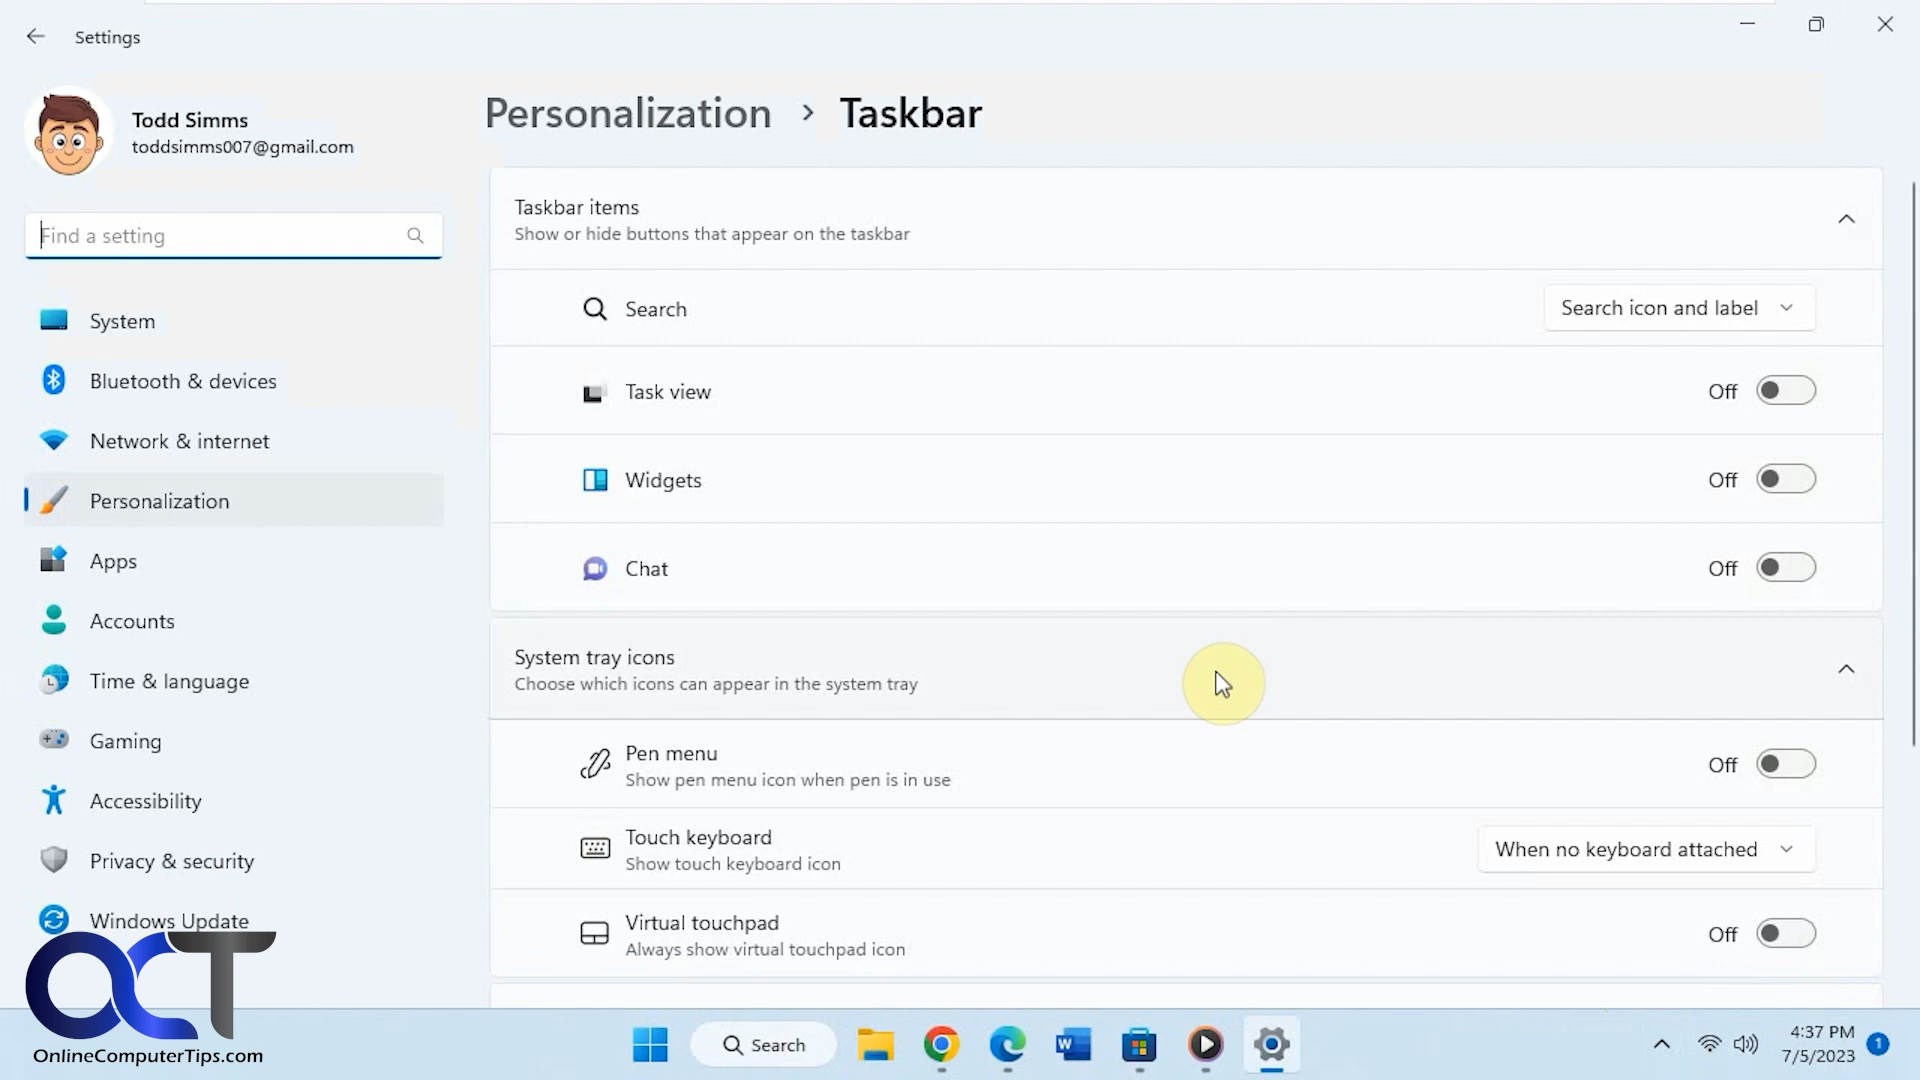 Settings
Todd Simms
toddsimms007@gmail.com
Find a setting
System
Bluetooth & devices
Network & internet
Personalization
Apps
Accounts
Time & language
Gaming
Accessibility
Privacy & security
Windows Update
Personalization > Taskbar
Taskbar items
Show or hide buttons that appear on the taskbar
Search
Search icon and label
Task view
Off
Widgets
Off
Chat
Off
System tray icons
Choose which icons can appear in the system tray
Pen menu
Show pen menu icon when pen is in use
Off
Touch keyboard
Show touch keyboard icon
When no keyboard attached
Virtual touchpad
Always show virtual touchpad icon
Off
OCT
OnlineComputerTips.com
Search
W
4:37 PM
7/5/2023
1